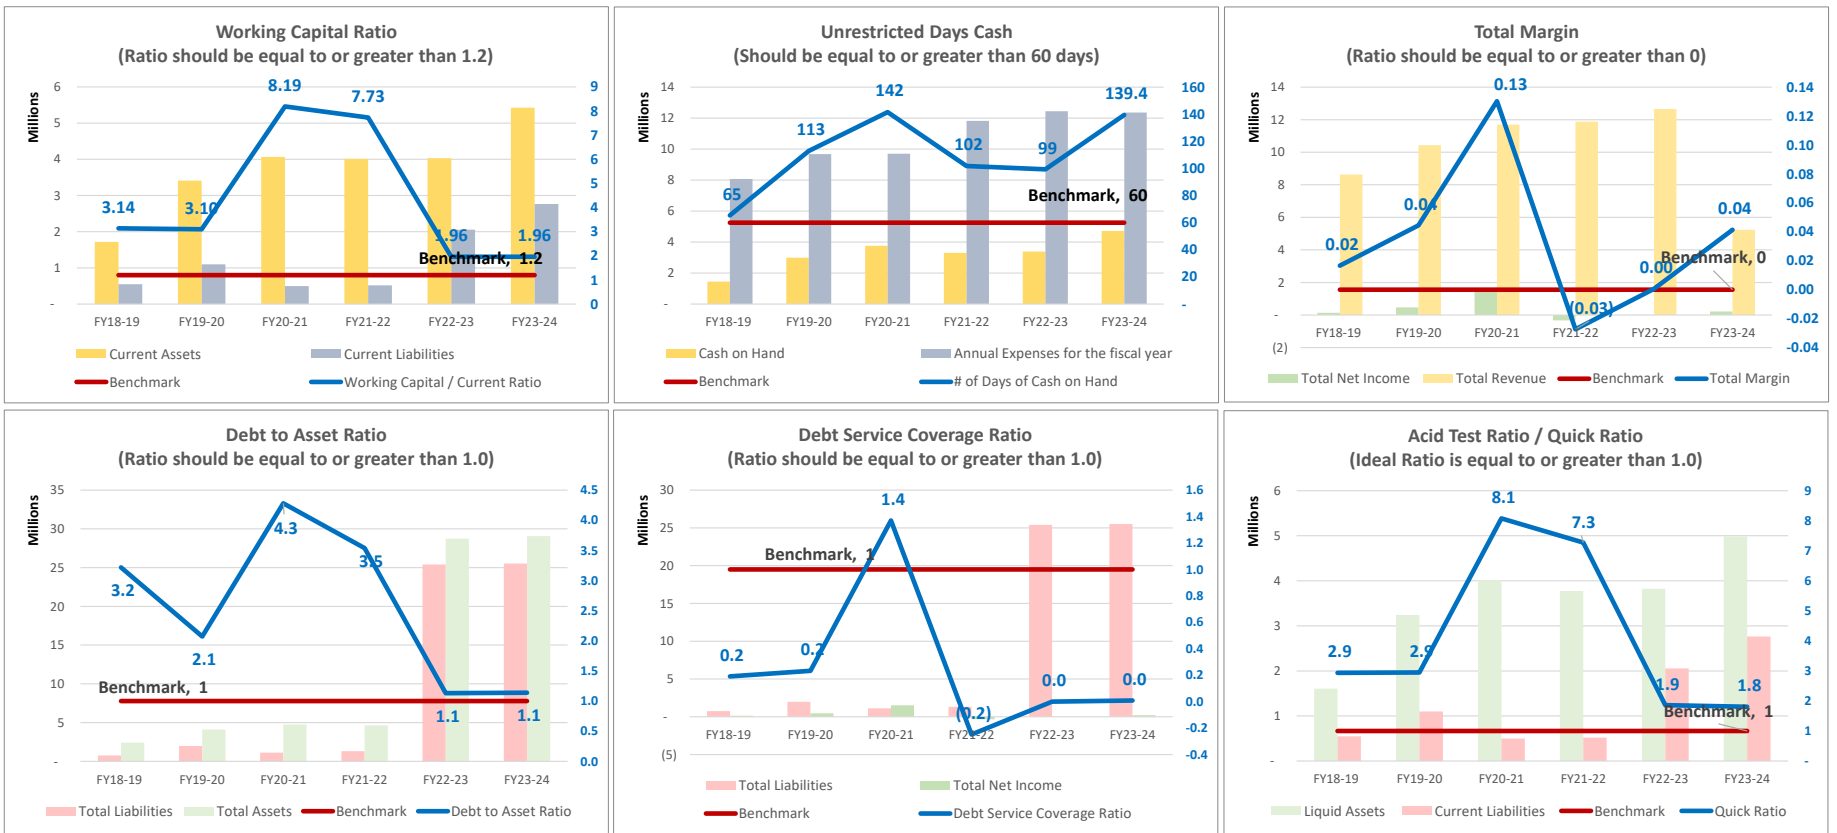 Working Capital Ratio
(Ratio should be equal to or greater than 1.2)
Millions
6
5
4
3
2
1
-
9
8
7
6
5
4
3
2
1
0
3.14
3.10
8.19
7.73
1.96
1.96
Benchmark, 1.2
FY18-19
FY19-20
FY20-21
FY21-22
FY22-23
FY23-24
Current Assets
Current Liabilities
Benchmark
Working Capital / Current Ratio
Unrestricted Days Cash
(Should be equal to or greater than 60 days)
Millions
14
12
10
8
6
4
2
-
160
140
120
100
80
60
40
20
-
65
113
142
102
99
139.4
Benchmark, 60
FY18-19
FY19-20
FY20-21
FY21-22
FY22-23
FY23-24
Cash on Hand
Annual Expenses for the fiscal year
Benchmark
# of Days of Cash on Hand
Total Margin
(Ratio should be equal to or greater than 0)
Millions
14
12
10
8
6
4
2
-
(2)
0.14
0.12
0.10
0.08
0.06
0.04
0.02
0.00
-0.02
-0.04
0.02
0.04
0.13
(0.03)
0.00
0.04
Benchmark, 0
FY18-19
FY19-20
FY20-21
FY21-22
FY22-23
FY23-24
Total Net Income
Total Revenue
Benchmark
Total Margin
Debt to Asset Ratio
(Ratio should be equal to or greater than 1.0)
Millions
35
30
25
20
15
10
5
-
4.5
4.0
3.5
3.0
2.5
2.0
1.5
1.0
0.5
0.0
3.2
2.1
4.3
3.5
1.1
1.1
Benchmark, 1
FY18-19
FY19-20
FY20-21
FY21-22
FY22-23
FY23-24
Total Liabilities
Total Assets
Benchmark
Debt to Asset Ratio
Debt Service Coverage Ratio
(Ratio should be equal to or greater than 1.0)
Millions
30
25
20
15
10
5
-
(5)
1.6
1.4
1.2
1.0
0.8
0.6
0.4
0.2
0.0
-0.2
-0.4
0.2
0.2
1.4
(0.2)
0.0
0.0
Benchmark, 1
FY18-19
FY19-20
FY20-21
FY21-22
FY22-23
FY23-24
Total Liabilities
Total Net Income
Benchmark
Debt Service Coverage Ratio
Acid Test Ratio / Quick Ratio
(Ideal Ratio is equal to or greater than 1.0)
Millions
6
5
4
3
2
1
-
9
8
7
6
5
4
3
2
1
-
2.9
2.9
8.1
7.3
1.9
1.8
Benchmark, 1
FY18-19
FY19-20
FY20-21
FY21-22
FY22-23
FY23-24
Liquid Assets
Current Liabilities
Benchmark
Quick Ratio